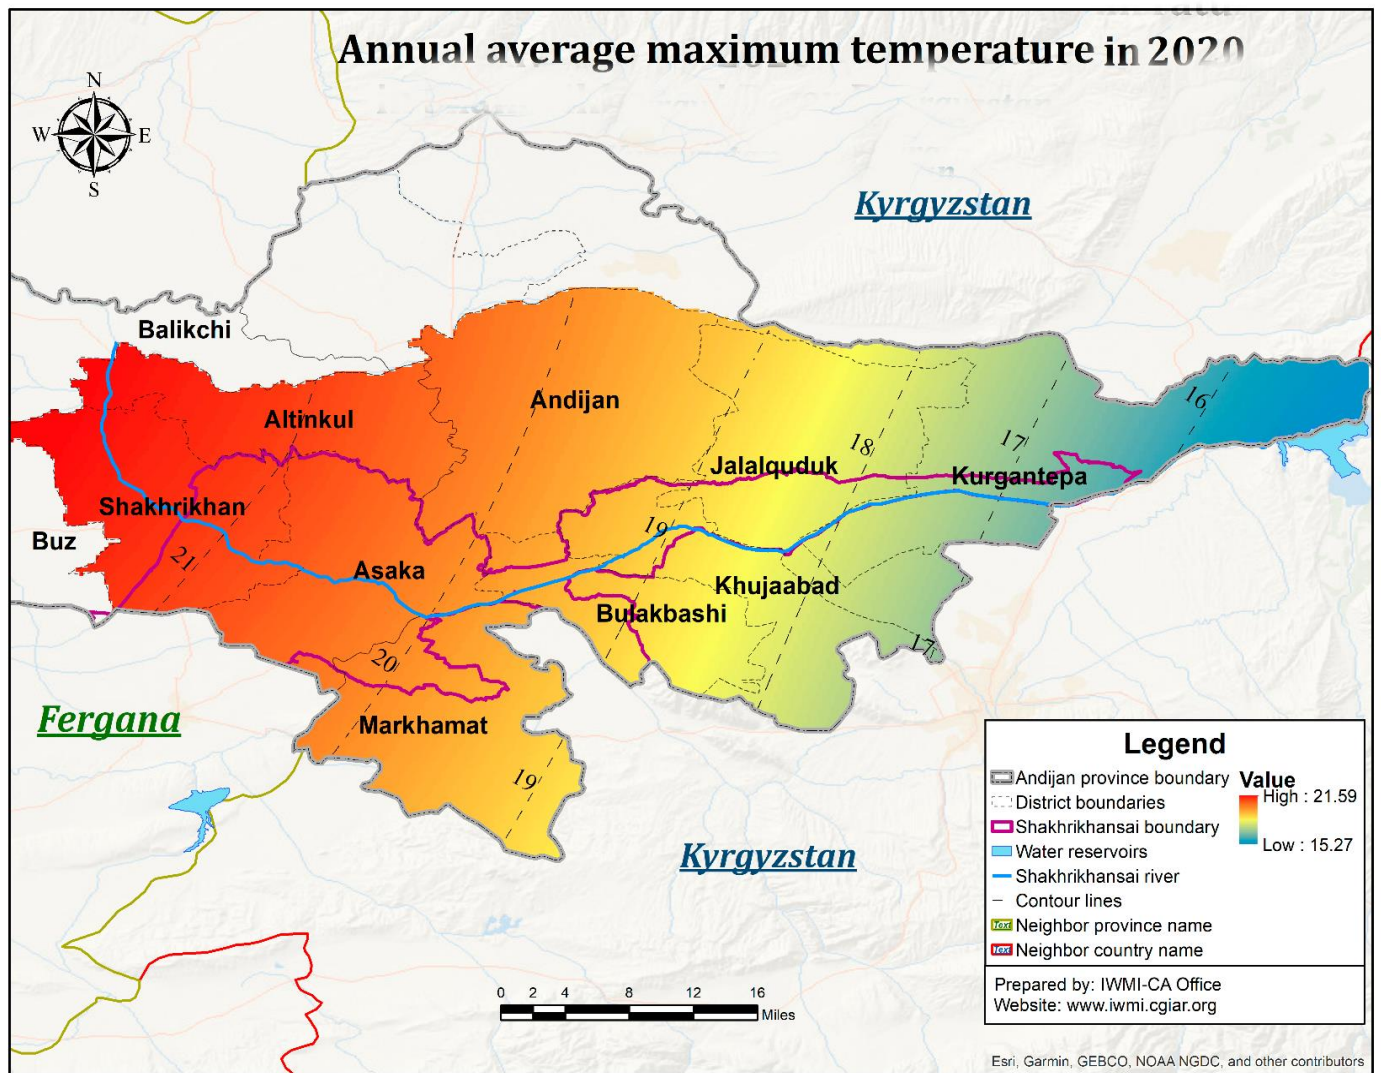 Annual average maximum temperature in 2020
N
W
E
S
Kyrgyzstan
Balikchi
Altinkul
Andijan
16
18
17
Jalalquduk
Kurgantepa
Shakhrikhan
19
Buz
21
Asaka
Khujaabad
Bulakbashi
17
20
Fergana
Markhamat
19
Kyrgyzstan
Legend
Andijan province boundary
District boundaries
Shakhrikhansai boundary
Water reservoirs
Shakhrikhansai river
Contour lines
Text Neighbor province name
Text Neighbor country name
Value
High : 21.59
Low : 15.27
Prepared by: IWMI-CA Office
Website: www.iwmi.cgiar.org
0 2 4 8 12 16
Miles
Esri, Garmin, GEBCO, NOAA NGDC, and other contributors